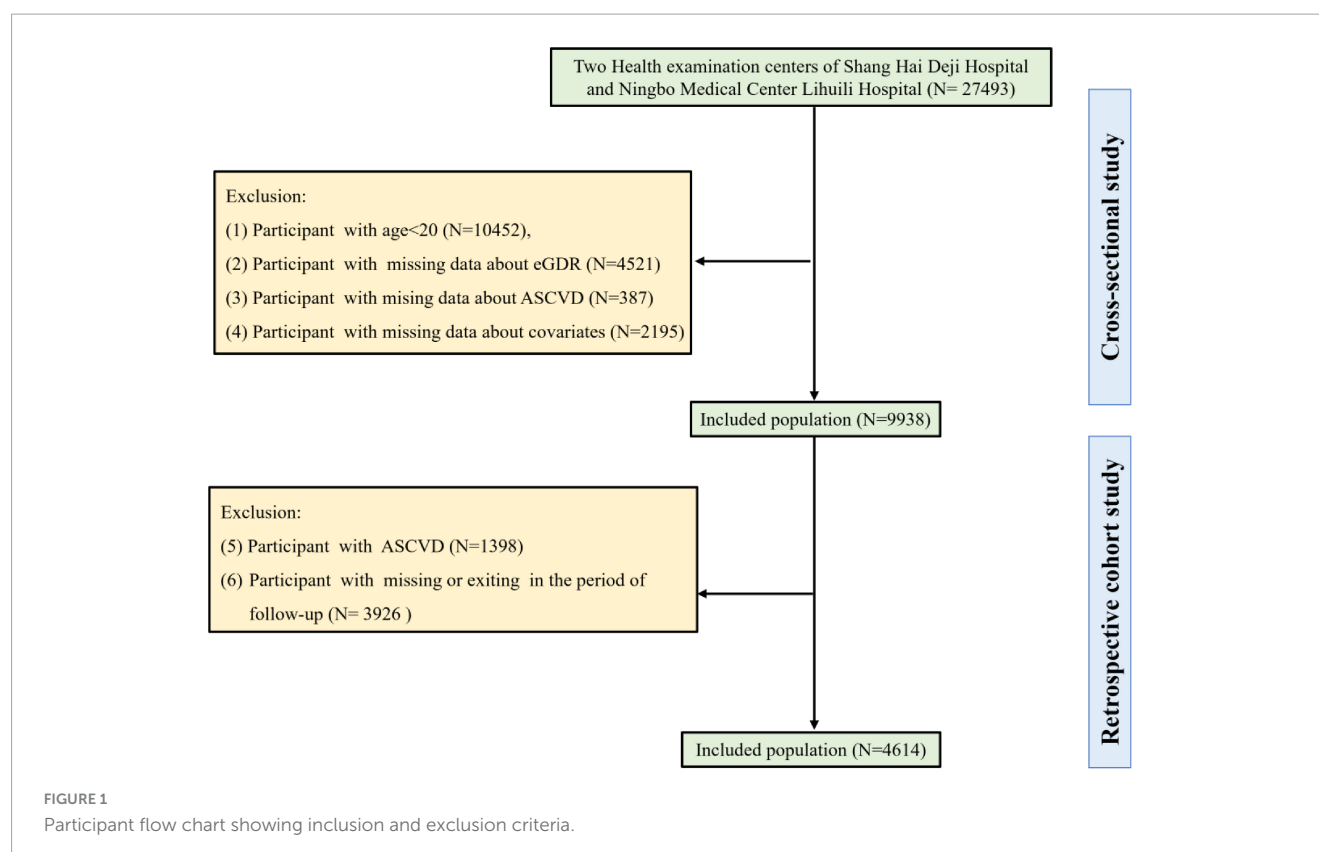 Two Health examination centers of Shang Hai Deji Hospital
and Ningbo Medical Center Lihuili Hospital (N= 27493)
Cross-sectional study
Exclusion:
(1) Participant with age<20 (N=10452),
(2) Participant with missing data about eGDR (N=4521)
(3) Participant with mising data about ASCVD (N=387)
(4) Participant with missing data about covariates (N=2195)
Included population (N=9938)
Retrospective cohort study
Exclusion:
(5) Participant with ASCVD (N=1398)
(6) Participant with missing or exiting in the period of
follow-up (N= 3926 )
Included population (N=4614)
FIGURE 1
Participant flow chart showing inclusion and exclusion criteria.